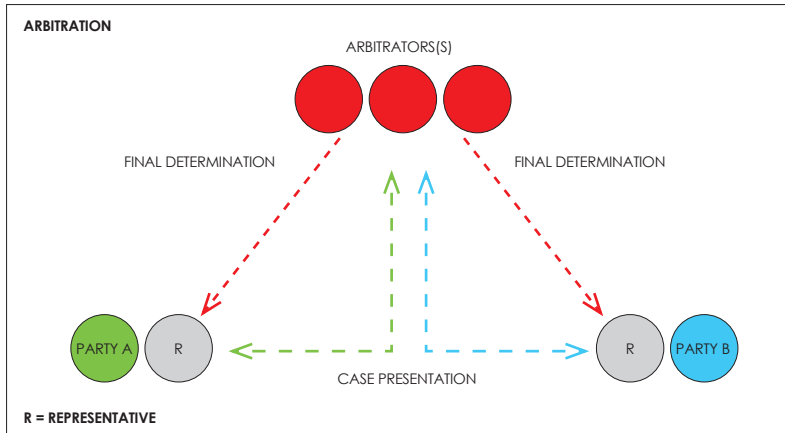 ARBITRATION
ARBITRATORS(S)
FINAL DETERMINATION
FINAL DETERMINATION
PARTY A
R
R
PARTY B
CASE PRESENTATION
R = REPRESENTATIVE